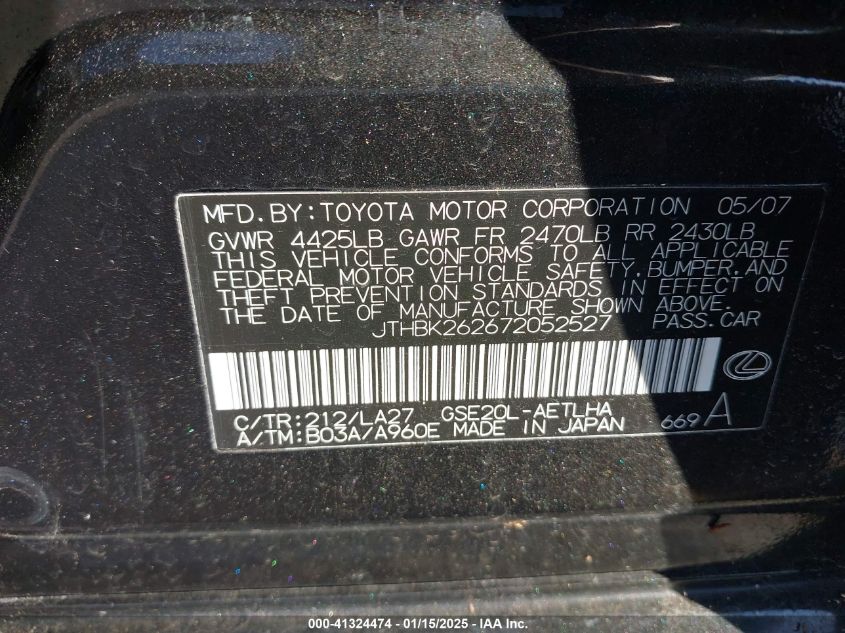 MFD.BY:TOYOTA MOTOR CORPORATION 05/07
GVWR 4425LB GAWR FR 2470LB RR 2430LB
THIS VEHICLE CONFORMS TO ALL APPLICABLE
FEDERAL MOTOR VEHICLE SAFETY,BUMPER,AND
THEFT PREVENTION STANDARDS IN EFFECT ON
THE DATE OF MANUFACTURE SHOWN ABOVE.
JTHBK262672052527 PASS.CAR
C/TR:212/LA27 GSE20L-AETLHA
A/TM:B03A/A960E MADE IN JAPAN 669 A
000-41324474 - 01/15/2025 - IAA Inc.